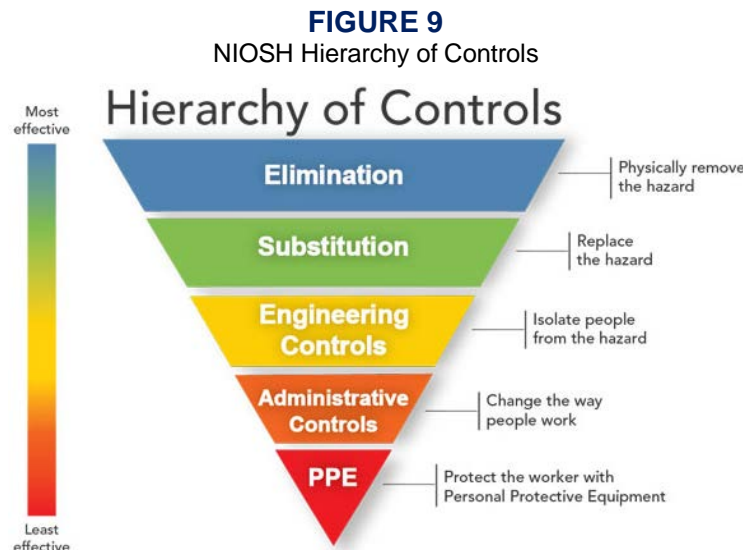 FIGURE 9
NIOSH Hierarchy of Controls
Hierarchy of Controls
Most
effective
Elimination
Physically remove
the hazard
Substitution
Replace
the hazard
Engineering
Controls
Isolate people
from the hazard
Administrative
Controls
Change the way
people work
PPE
Protect the worker with
Personal Protective Equipment
Least
effective